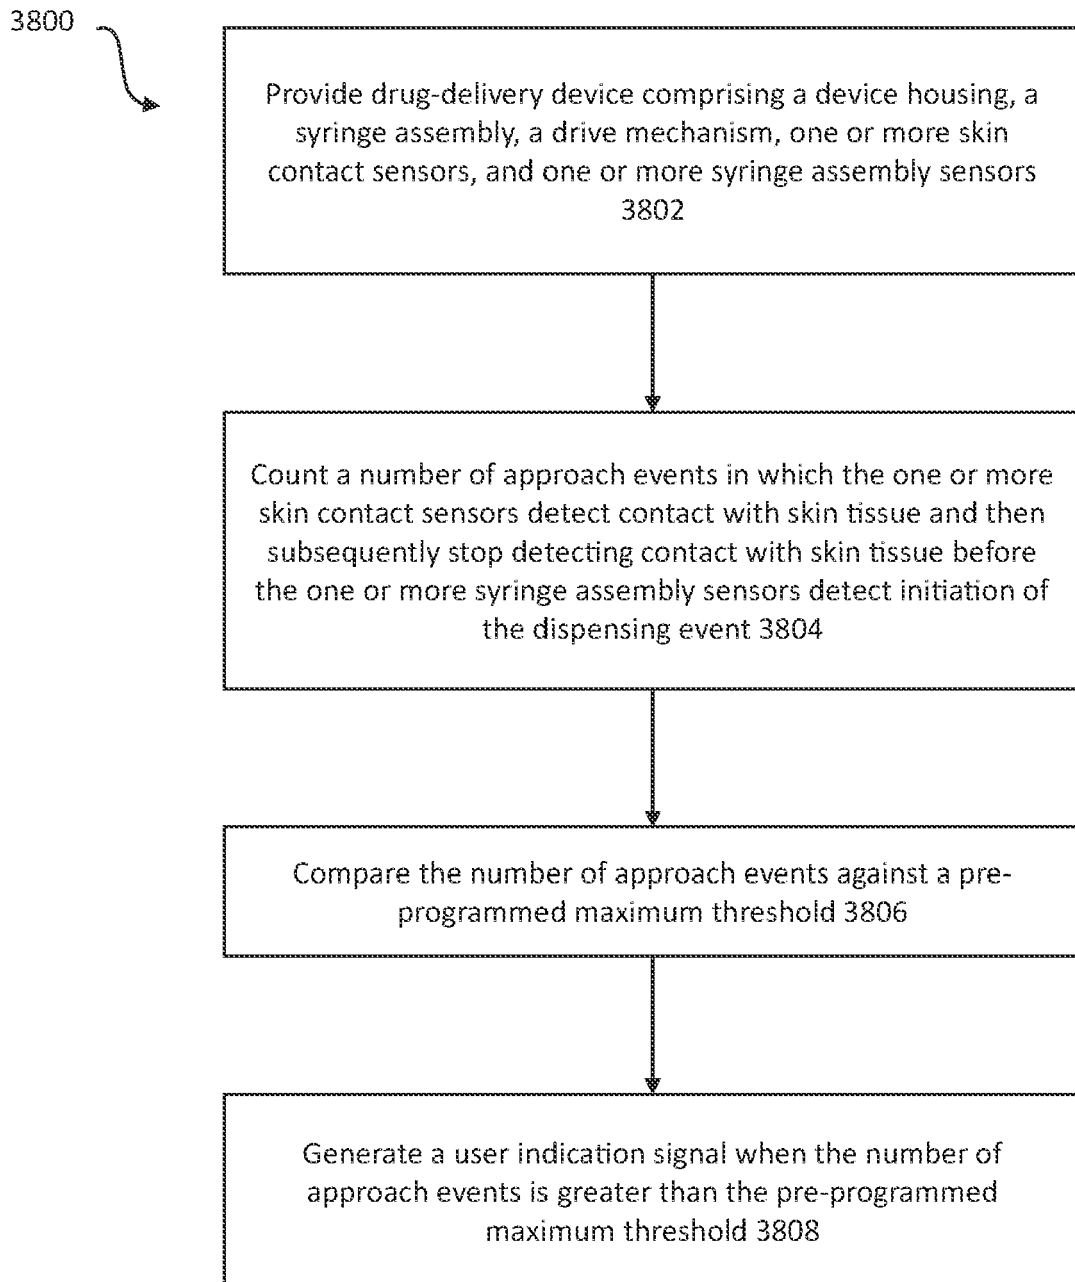 3800
Provide drug-delivery device comprising a device housing, a
syringe assembly, a drive mechanism, one or more skin
contact sensors, and one or more syringe assembly sensors
3802
Count a number of approach events in which the one or more
skin contact sensors detect contact with skin tissue and then
subsequently stop detecting contact with skin tissue before
the one or more syringe assembly sensors detect initiation of
the dispensing event 3804
Compare the number of approach events against a pre-
programmed maximum threshold 3806
Generate a user indication signal when the number of
approach events is greater than the pre-programmed
maximum threshold 3808